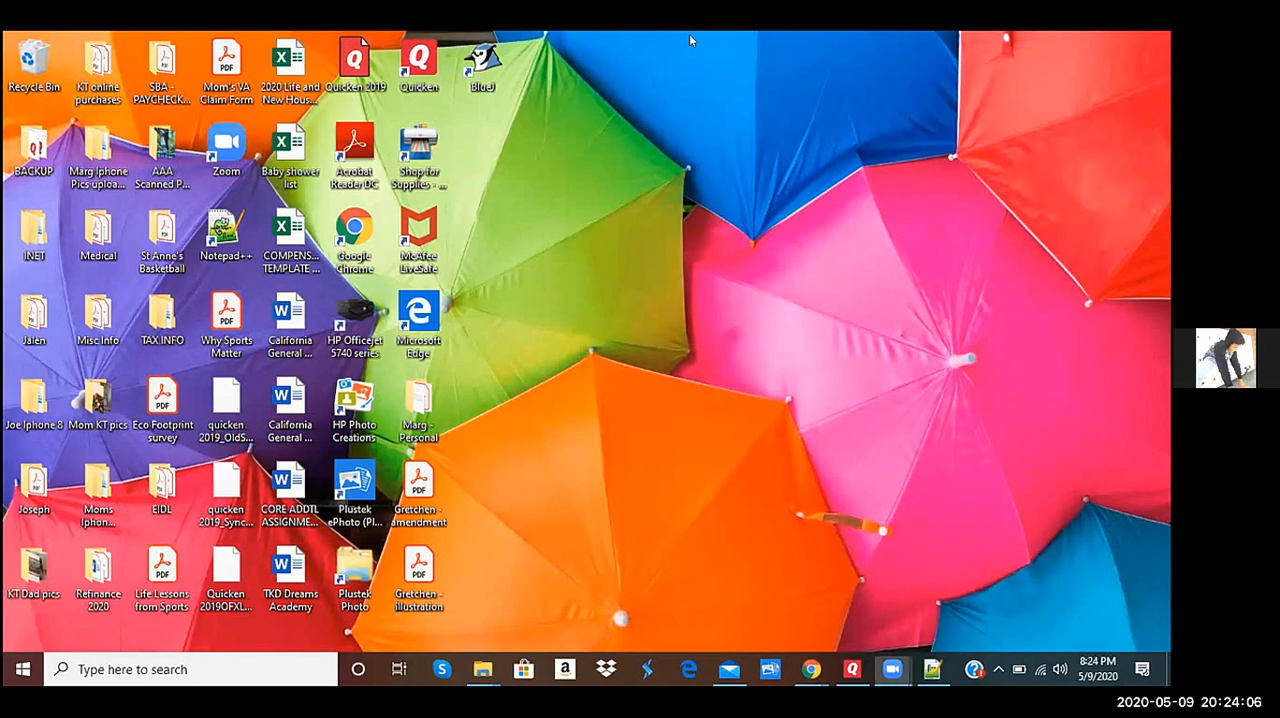 Recycle Bin
KT online
purchases
SBA -
PAYCHECK...
Mom's VA
Claim Form
2020 Life and
New Hous...
Quicken 2019
Quicken
BlueJ
BACKUP
Marg Iphone
Pics uploa...
AAA
Scanned P...
Zoom
Baby shower
list
Acrobat
Reader DC
Shop for
Supplies - ...
INET
Medical
St Anne's
Basketball
Notepad++
COMPENS...
TEMPLATE ...
Google
Chrome
McAfee
LiveSafe
Jalen
Misc Info
TAX INFO
Why Sports
Matter
California
General ...
HP Officejet
5740 series
Microsoft
Edge
Joe Iphone 8
Mom KT pics
Eco Footprint
survey
quicken
2019_OldS...
California
General ...
HP Photo
Creations
Marg -
Personal
Joseph
Moms
Iphon...
EIDL
quicken
2019_Sync...
CORE ADDTL
ASSIGNME...
Plustek
ePhoto (Pl...
Gretchen -
amendment
KT Dad pics
Refinance
2020
Life Lessons
from Sports
Quicken
2019OFXL...
TKD Dreams
Academy
Plustek
Photo
Gretchen -
illustration
Type here to search
8:24 PM
5/9/2020
2020-05-09 20:24:06